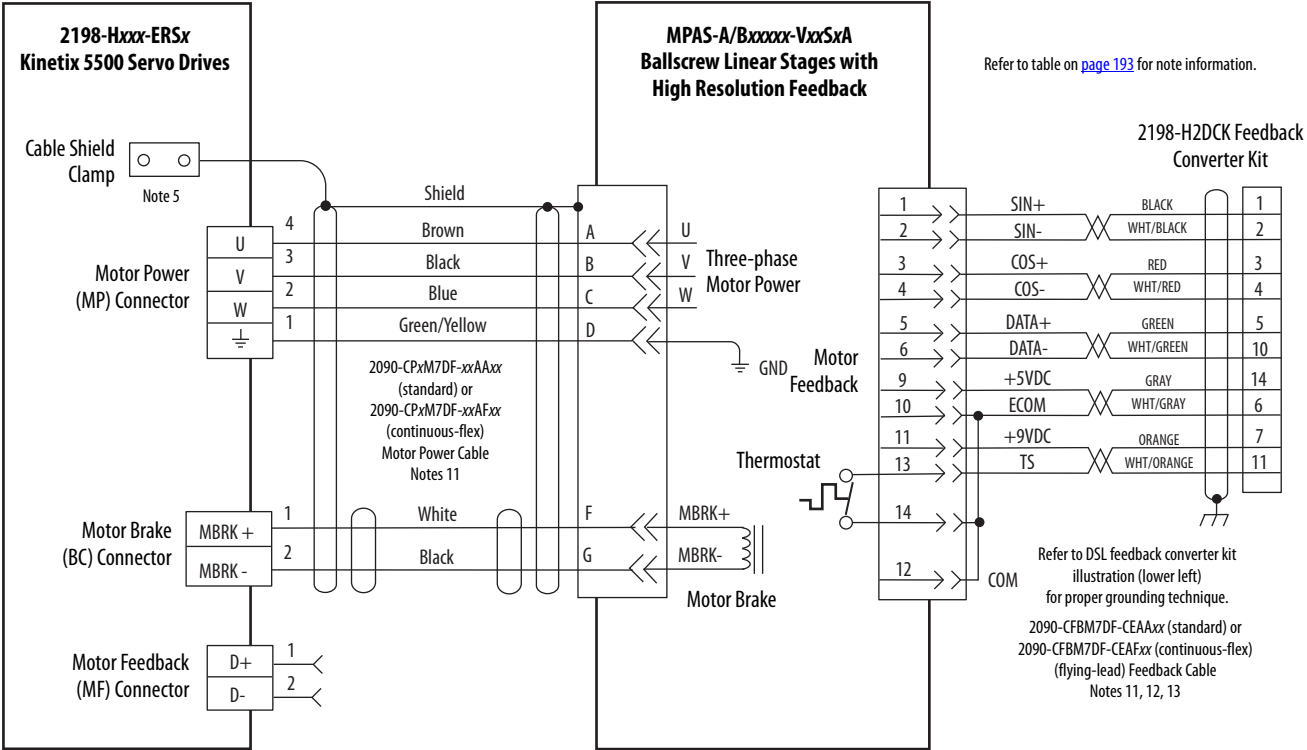 2198-Hxxx-ERSx
Kinetix 5500 Servo Drives
MPAS-A/Bxxxxx-VxxSxA
Ballscrew Linear Stages with
High Resolution Feedback
Refer to table on page 193 for note information.
2198-H2DCK Feedback
Converter Kit
Cable Shield
Clamp
Note 5
Shield
Motor Power
(MP) Connector
U 4 Brown A U
V 3 Black B V
W 2 Blue C W
1 Green/Yellow D
Three-phase
Motor Power
GND
2090-CPxM7DF-xxAAxx
(standard) or
2090-CPxM7DF-xxAFxx
(continuous-flex)
Motor Power Cable
Notes 11
Motor Brake
(BC) Connector
MBRK + 1 White F MBRK+
MBRK - 2 Black G MBRK-
Motor Brake
Motor Feedback
(MF) Connector
D+ 1
D- 2
Motor
Feedback
Thermostat
1 SIN+ BLACK 1
2 SIN- WHT/BLACK 2
3 COS+ RED 3
4 COS- WHT/RED 4
5 DATA+ GREEN 5
6 DATA- WHT/GREEN 10
9 +5VDC GRAY 14
10 ECOM WHT/GRAY 6
11 +9VDC ORANGE 7
13 TS WHT/ORANGE 11
14
12 COM
Refer to DSL feedback converter kit
illustration (lower left)
for proper grounding technique.
2090-CFBM7DF-CEAAxx (standard) or
2090-CFBM7DF-CEAFxx (continuous-flex)
(flying-lead) Feedback Cable
Notes 11, 12, 13